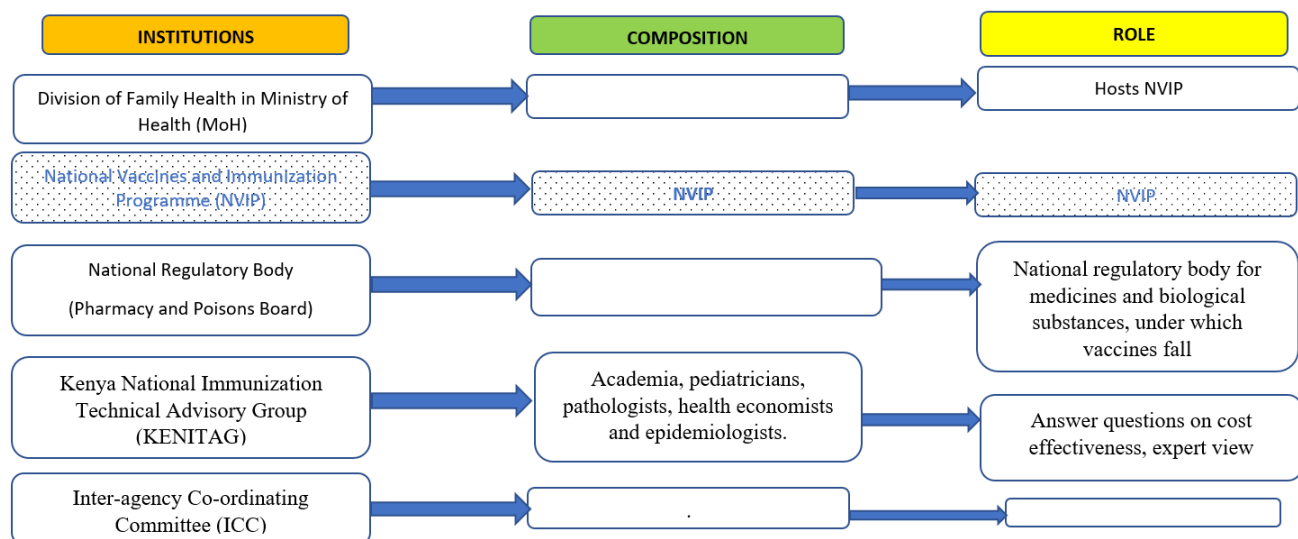 INSTITUTIONS
COMPOSITION
ROLE
Division of Family Health in Ministry of
Health (MoH)
Hosts NVIP
National Vaccines and Immunization
Programme (NVIP)
NVIP
NVIP
National Regulatory Body
(Pharmacy and Poisons Board)
National regulatory body for
medicines and biological
substances, under which
vaccines fall
Kenya National Immunization
Technical Advisory Group
(KENITAG)
Academia, pediatricians,
pathologists, health economists
and epidemiologists.
Answer questions on cost
effectiveness, expert view
Inter-agency Co-ordinating
Committee (ICC)
.